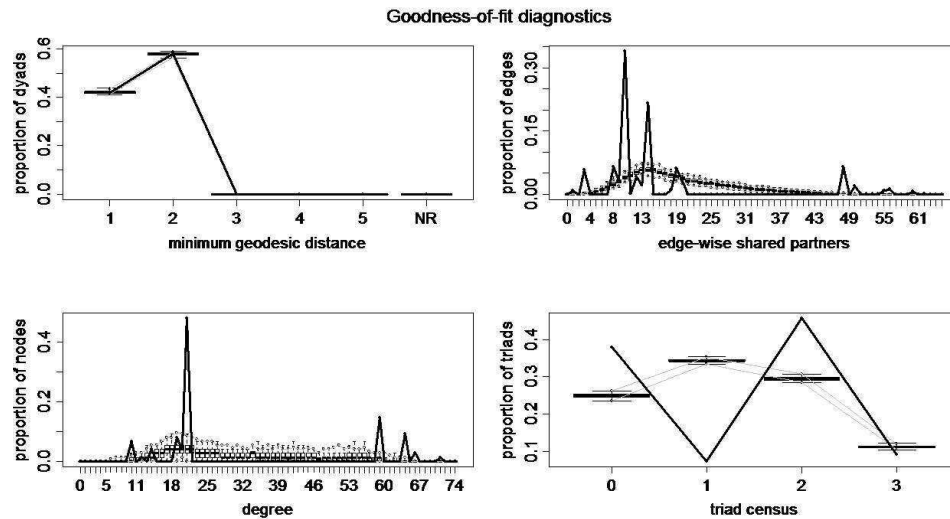 Goodness-of-fit diagnostics
proportion of dyads
0.0 0.2 0.4 0.6
1 2 3 4 5 NR
minimum geodesic distance
proportion of edges
0.00 0.15 0.30
0 4 8 13 19 25 31 37 43 49 55 61
edge-wise shared partners
proportion of nodes
0.0 0.2 0.4
0 5 11 18 25 32 39 46 53 60 67 74
degree
proportion of triads
0.1 0.2 0.3 0.4
0 1 2 3
triad census